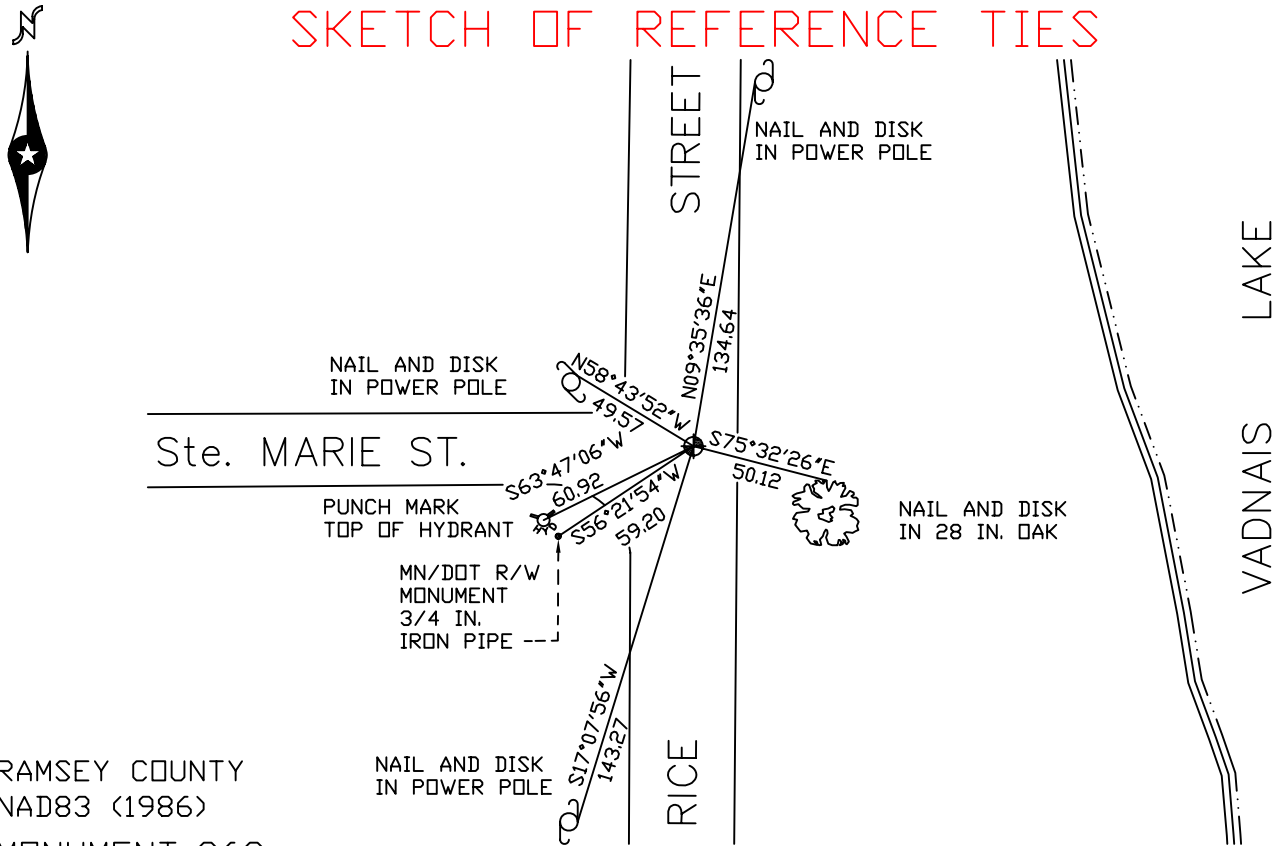 SKETCH OF REFERENCE TIES
N
STREET
NAIL AND DISK
IN POWER POLE
LAKE
N09°35'36"E
134.64
NAIL AND DISK
IN POWER POLE
N58°43'52"W
49.57
Ste. MARIE ST.
S63°47'06"W
60.92
S75°32'26"E
50.12
VADNAIS
PUNCH MARK
TOP OF HYDRANT
S56°21'54"W
59.20
NAIL AND DISK
IN 28 IN. OAK
MN/DOT R/W
MONUMENT
3/4 IN.
IRON PIPE
S17°07'56"W
143.27
RICE
NAIL AND DISK
IN POWER POLE
RAMSEY COUNTY
NAD83 (1986)
MONUMENT